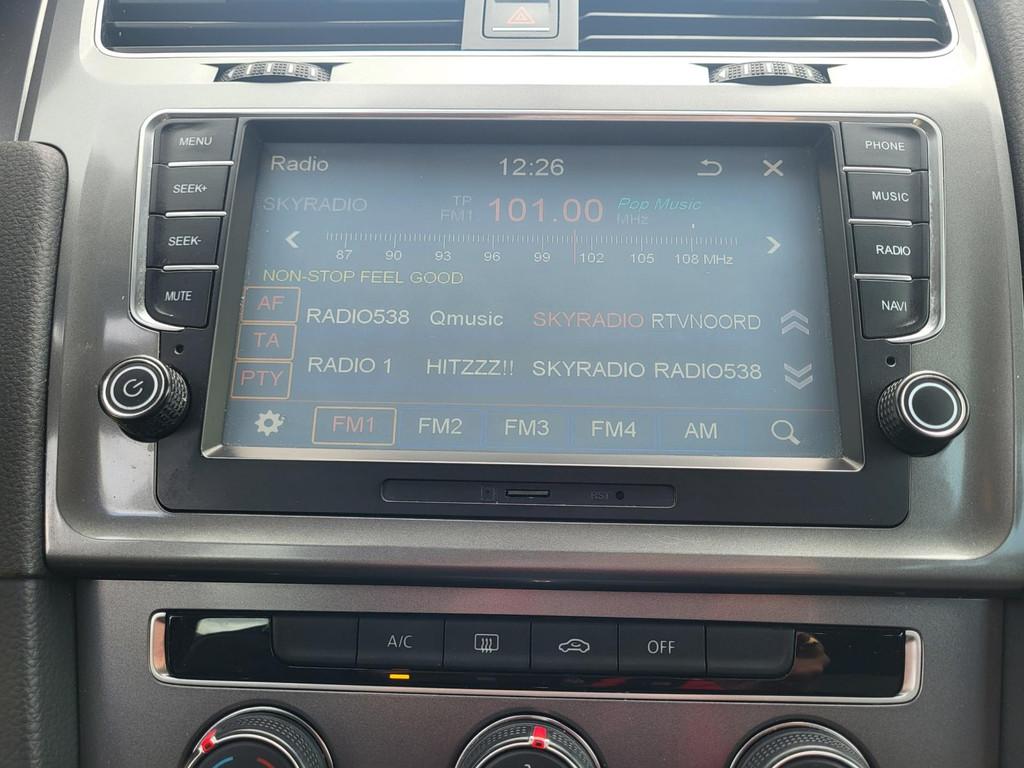 MENU
SEEK+
SEEK-
MUTE
Radio 12:26
SKYRADIO TP FM1 101.00 MHz Pop Music
87 90 93 96 99 102 105 108 MHz
NON-STOP FEEL GOOD
AF
TA
PTY
RADIO538 Qmusic SKYRADIO RTVNOORD
RADIO 1 HITZZZ!! SKYRADIO RADIO538
FM1 FM2 FM3 FM4 AM
PHONE
MUSIC
RADIO
NAVI
RST
A/C OFF